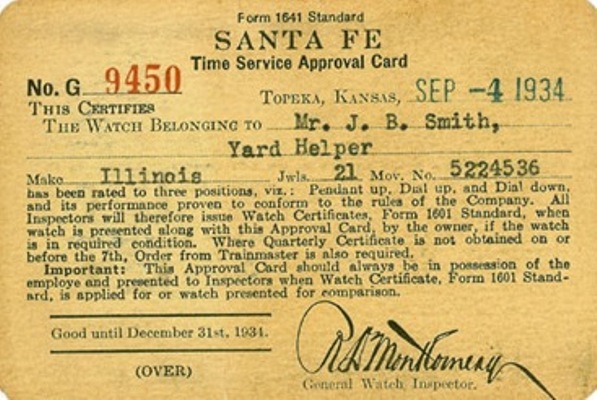 Form 1641 Standard
SANTA FE
Time Service Approval Card
No. G 9450
TOPEKA, KANSAS, SEP -4 1934
THIS CERTIFIES
THE WATCH BELONGING TO Mr. J. B. Smith,
Yard Helper
Make Illinois Jwls. 21 Mov. No. 5224536
has been rated to three positions, viz.: Pendant up, Dial up, and Dial down,
and its performance proven to conform to the rules of the Company. All
Inspectors will therefore issue Watch Certificates, Form 1601 Standard, when
watch is presented along with this Approval Card, by the owner, if the watch
is in required condition. Where Quarterly Certificate is not obtained on or
before the 7th, Order from Trainmaster is also required.
Important: This Approval Card should always be in possession of the
employe and presented to Inspectors when Watch Certificate, Form 1601 Stand-
ard, is applied for or watch presented for comparison.
Good until December 31st, 1934.
R D Montgomery
General Watch Inspector.
(OVER)